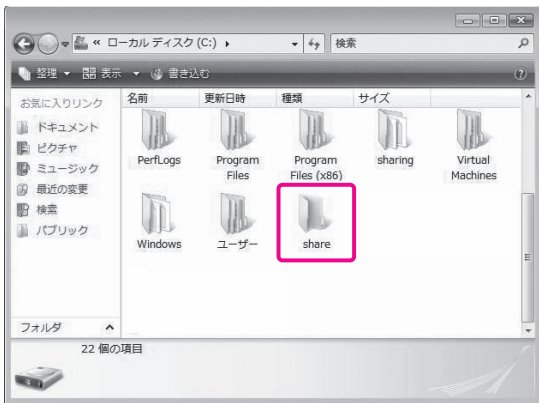 « ローカル ディスク (C:)
検索
整理 表示 書き込む
お気に入りリンク
ドキュメント
ピクチャ
ミュージック
最近の変更
検索
パブリック
フォルダ
名前 更新日時 種類 サイズ
PerfLogs
Program
Files
Program
Files (x86)
sharing
Virtual
Machines
Windows
ユーザー
share
22 個の項目